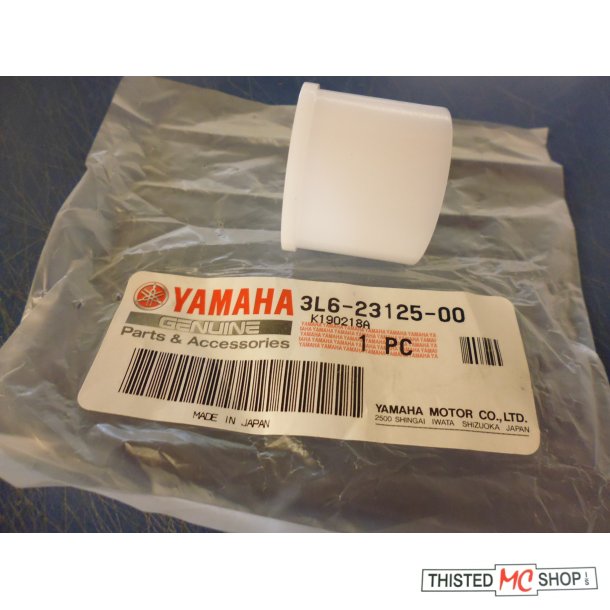 YAMAHA
GENUINE
Parts & Accessories
3L6-23125-00
K190218A
1 PC
MADE IN JAPAN
YAMAHA MOTOR CO.,LTD.
2500 SHINGAI IWATA SHIZUOKA JAPAN
THISTED MC SHOP I/S